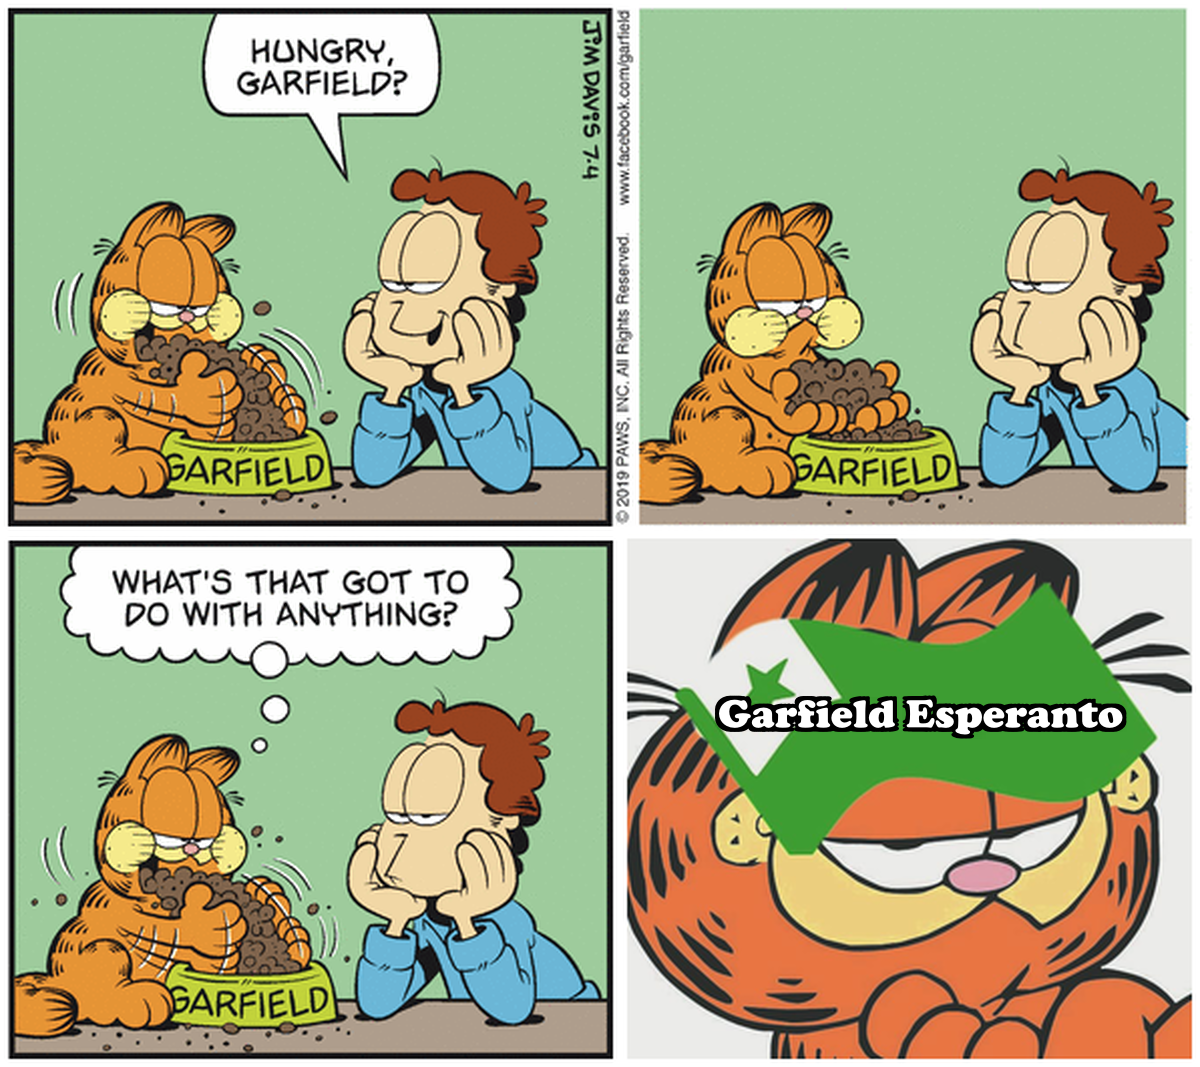 HUNGRY,
GARFIELD?
JIM DAVIS 7·4
© 2019 PAWS, INC. All Rights Reserved. www.facebook.com/garfield
GARFIELD
GARFIELD
WHAT'S THAT GOT TO
DO WITH ANYTHING?
GARFIELD
Garfield Esperanto